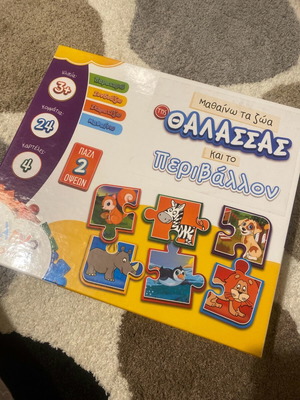 Ηλικία:
3+
Κομμάτια:
24
Καρτέλες:
4
ΠΑΖΛ
2
ΟΨΕΩΝ
Μαθαίνω τα ζώα
της
ΘΑΛΑΣΣΑΣ
και το
Περιβάλλον